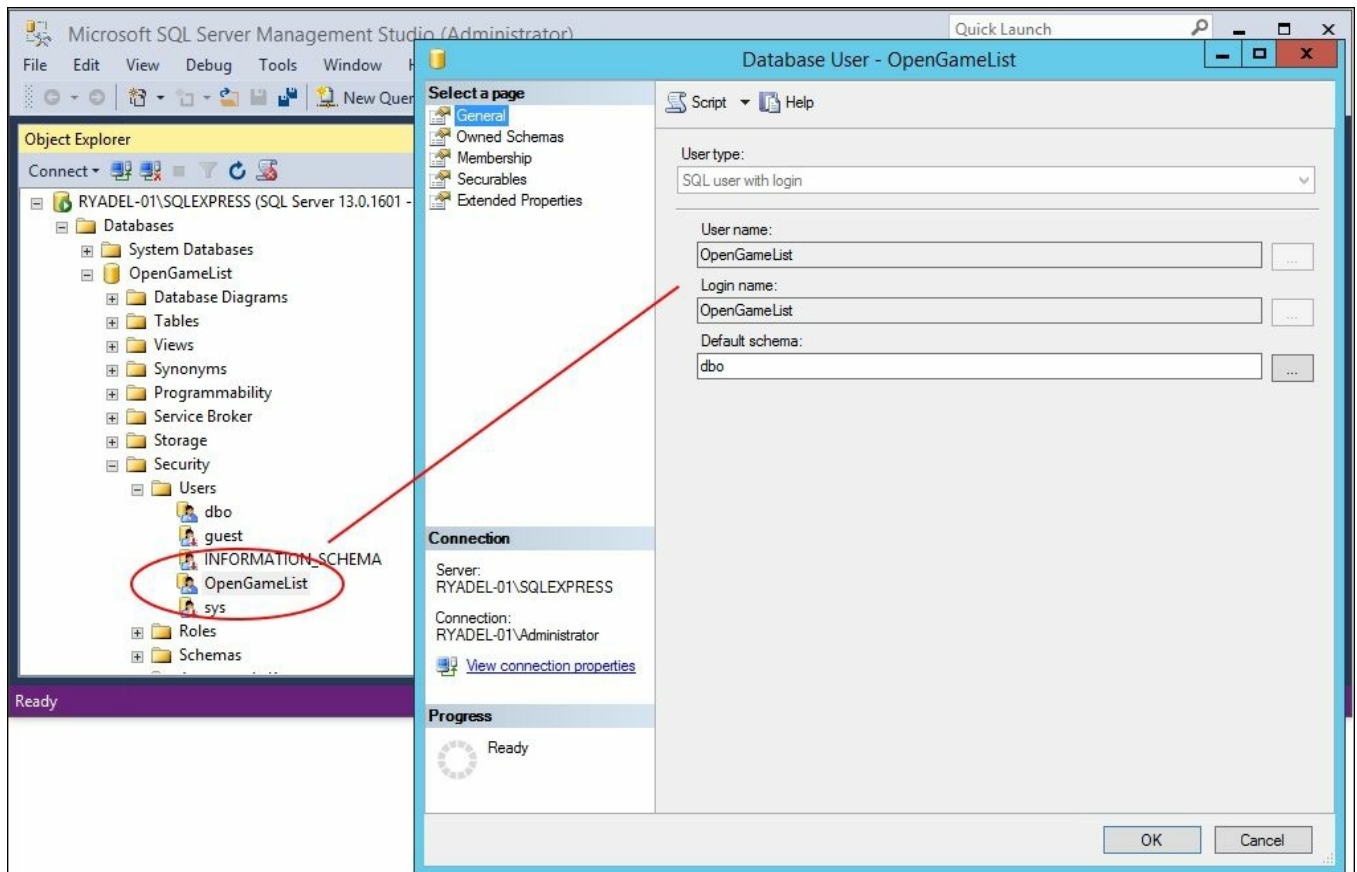 Microsoft SQL Server Management Studio (Administrator)
Quick Launch
File Edit View Debug Tools Window
New Quer
Object Explorer
Connect
RYADEL-01\SQLEXPRESS (SQL Server 13.0.1601 -
Databases
System Databases
OpenGameList
Database Diagrams
Tables
Views
Synonyms
Programmability
Service Broker
Storage
Security
Users
dbo
guest
INFORMATION_SCHEMA
OpenGameList
sys
Roles
Schemas
Ready
Database User - OpenGameList
Select a page
General
Owned Schemas
Membership
Securables
Extended Properties
Connection
Server:
RYADEL-01\SQLEXPRESS
Connection:
RYADEL-01\Administrator
View connection properties
Progress
Ready
Script Help
User type:
SQL user with login
User name:
OpenGameList
...
Login name:
OpenGameList
...
Default schema:
dbo
...
OK Cancel